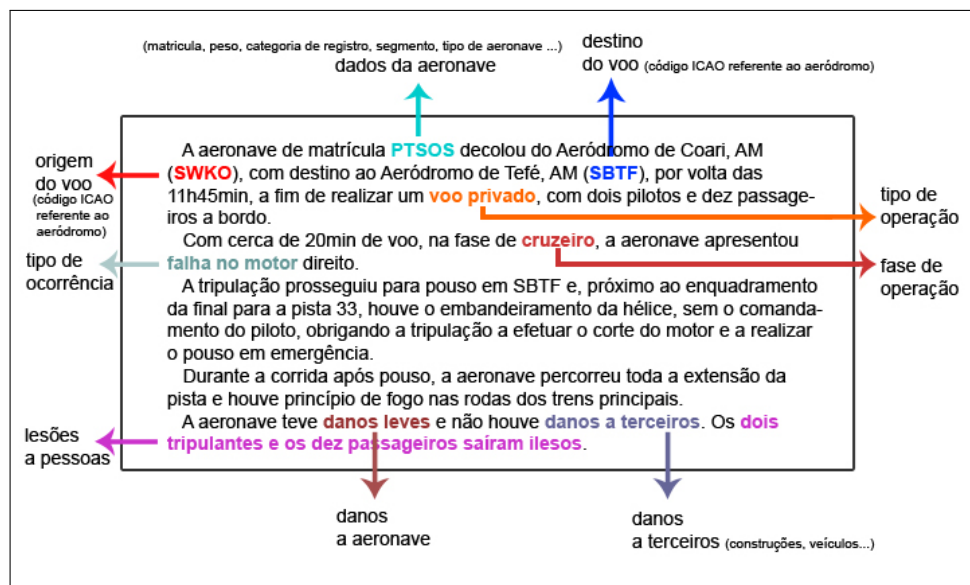 (matricula, peso, categoria de registro, segmento, tipo de aeronave ...)
dados da aeronave
destino
do voo (código ICAO referente ao aeródromo)
origem
do voo
(código ICAO
referente ao
aeródromo)
A aeronave de matrícula PTSOS decolou do Aeródromo de Coari, AM
(SWKO), com destino ao Aeródromo de Tefé, AM (SBTF), por volta das
11h45min, a fim de realizar um voo privado, com dois pilotos e dez passage-
iros a bordo.
tipo de
operação
Com cerca de 20min de voo, na fase de cruzeiro, a aeronave apresentou
falha no motor direito.
tipo de
ocorrência
fase de
operação
A tripulação prosseguiu para pouso em SBTF e, próximo ao enquadramento
da final para a pista 33, houve o embandeiramento da hélice, sem o comanda-
mento do piloto, obrigando a tripulação a efetuar o corte do motor e a realizar
o pouso em emergência.
Durante a corrida após pouso, a aeronave percorreu toda a extensão da
pista e houve princípio de fogo nas rodas dos trens principais.
A aeronave teve danos leves e não houve danos a terceiros. Os dois
tripulantes e os dez passageiros saíram ilesos.
lesões
a pessoas
danos
a aeronave
danos
a terceiros (construções, veículos...)